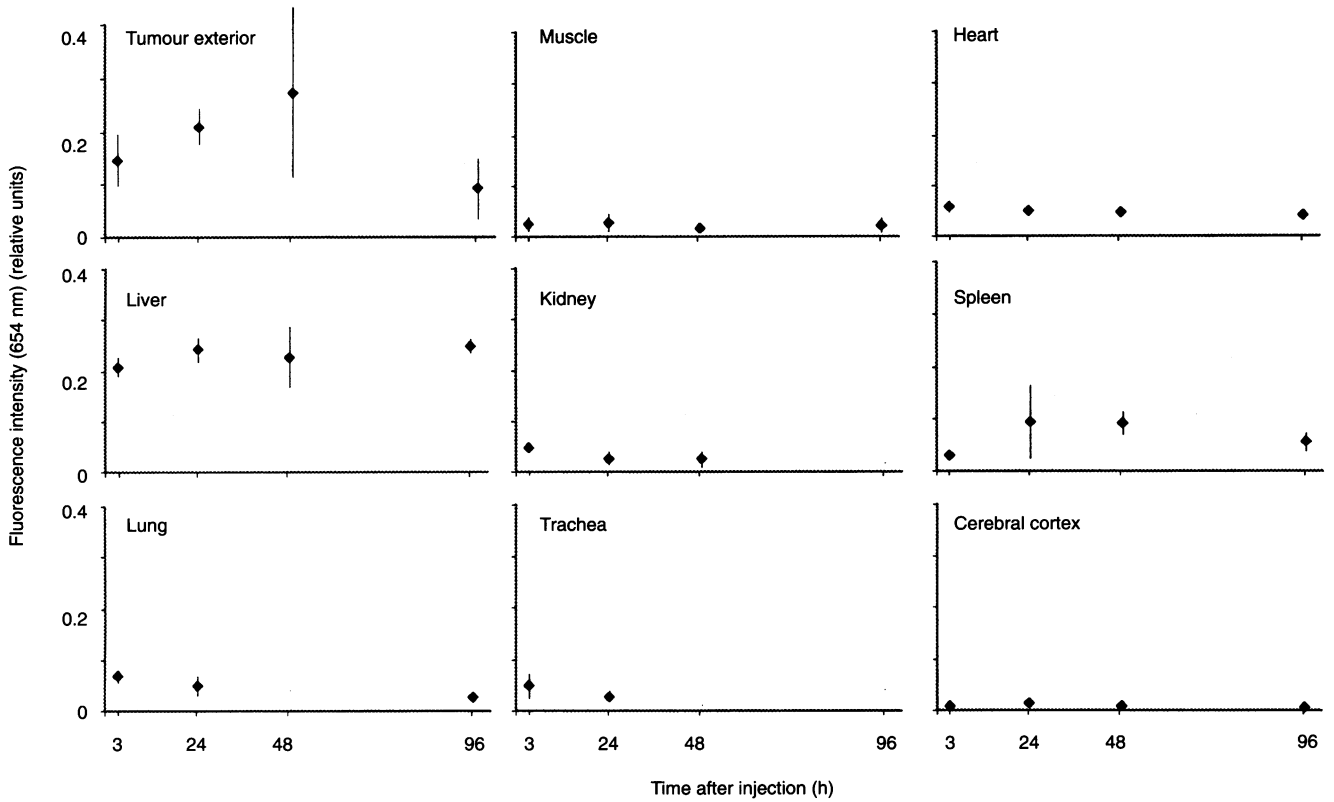 Fluorescence intensity (654 nm) (relative units)
0.4
Tumour exterior
0.2
0
Muscle
Heart
0.4
Liver
0.2
0
Kidney
Spleen
0.4
Lung
0.2
0
3 24 48 96
Trachea
3 24 48 96
Cerebral cortex
3 24 48 96
Time after injection (h)